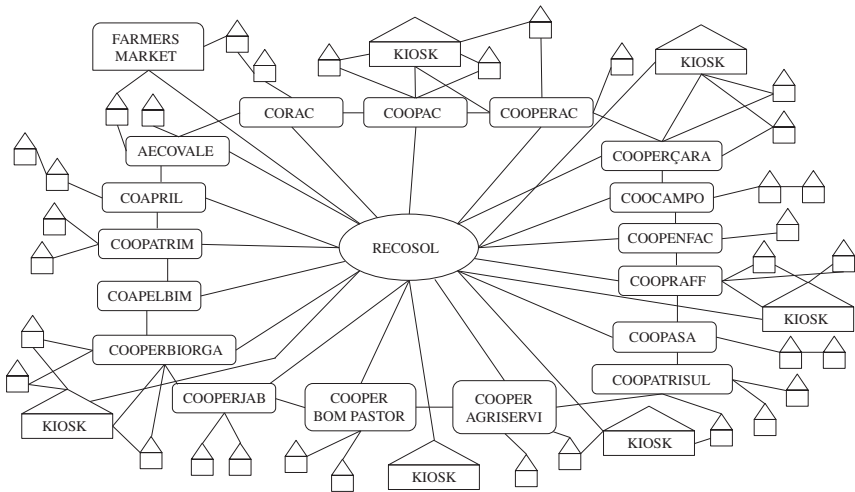 FARMERS
MARKET
KIOSK
KIOSK
CORAC
COOPAC
COOPERAC
AECOVALE
COOPERÇARA
COAPRIL
COOCAMPO
COOPATRIM
RECOSOL
COOPENFAC
COAPELBIM
COOPRAFF
KIOSK
COOPERBIORGA
COOPASA
COOPATRISUL
COOPERJAB
COOPER
BOM PASTOR
COOPER
AGRISERVI
KIOSK
KIOSK
KIOSK